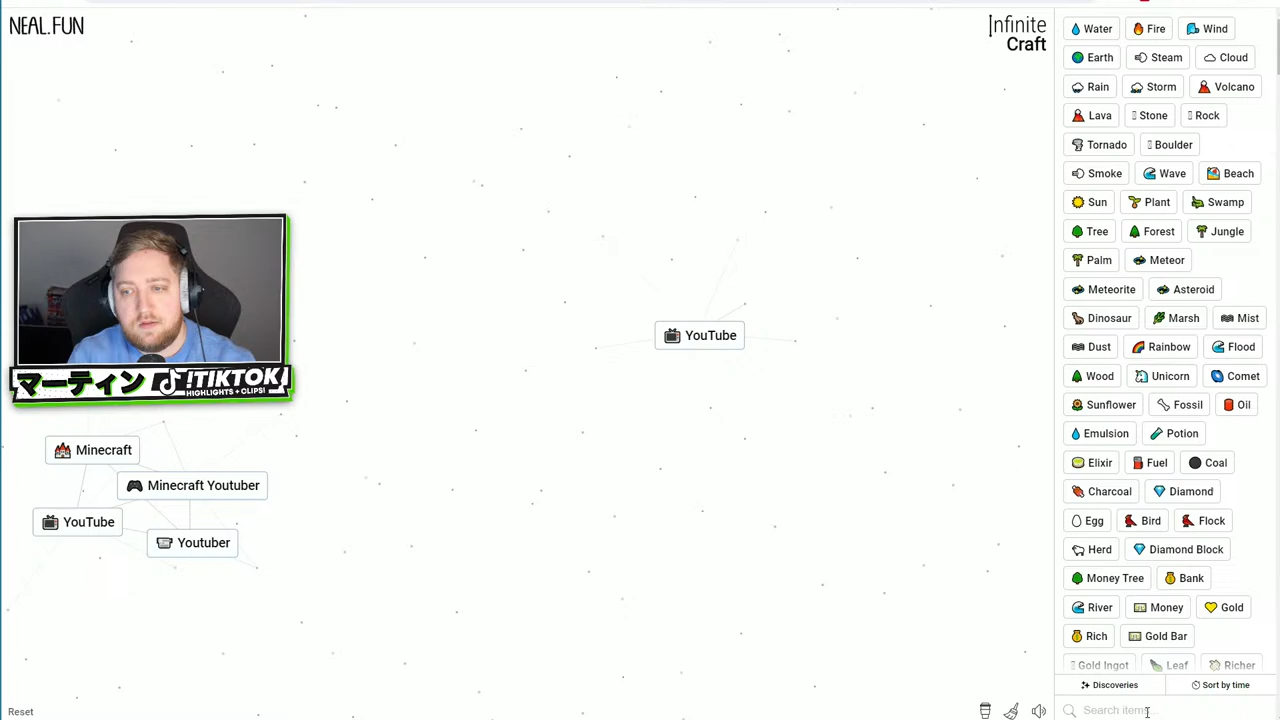 NEAL.FUN
Infinite
Craft
Water
Fire
Wind
Earth
Steam
Cloud
Rain
Storm
Volcano
Lava
Stone
Rock
Tornado
Boulder
Smoke
Wave
Beach
Sun
Plant
Swamp
Tree
Forest
Jungle
Palm
Meteor
Meteorite
Asteroid
Dinosaur
Marsh
Mist
Dust
Rainbow
Flood
Wood
Unicorn
Comet
Sunflower
Fossil
Oil
Emulsion
Potion
Elixir
Fuel
Coal
Charcoal
Diamond
Egg
Bird
Flock
Herd
Diamond Block
Money Tree
Bank
River
Money
Gold
Rich
Gold Bar
Gold Ingot
Leaf
Richer
Discoveries
Sort by time
Search items...
YouTube
マーティン
!TIKTOK
HIGHLIGHTS + CLIPS!
Minecraft
Minecraft Youtuber
YouTube
Youtuber
Reset